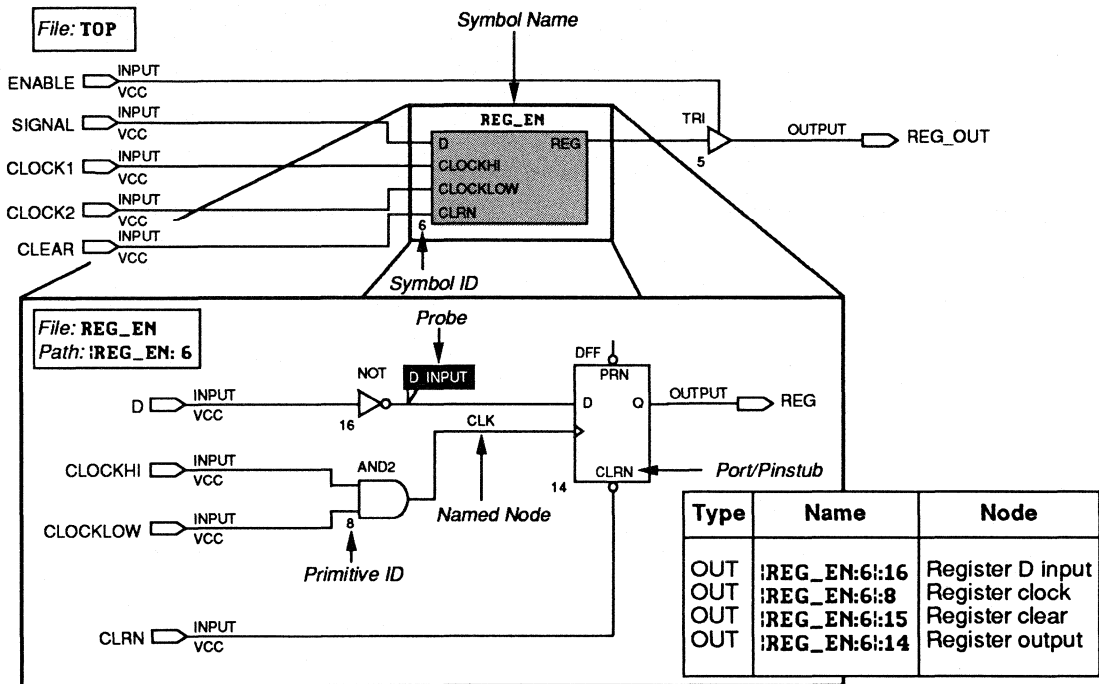 File: TOP
Symbol Name
ENABLE INPUT VCC
SIGNAL INPUT VCC
CLOCK1 INPUT VCC
CLOCK2 INPUT VCC
CLEAR INPUT VCC
REG_EN
D REG
CLOCKHI
CLOCKLOW
CLRN
6
Symbol ID
TRI
5
OUTPUT
REG_OUT
File: REG_EN
Path: ¦REG_EN: 6
Probe
D INPUT
NOT
16
D INPUT VCC
CLK
DFF
PRN
D Q
CLRN
14
OUTPUT
REG
Port/Pinstub
CLOCKHI INPUT VCC
AND2
8
CLOCKLOW INPUT VCC
Named Node
Primitive ID
CLRN INPUT VCC
Type Name Node
OUT ¦REG_EN:6¦:16 Register D input
OUT ¦REG_EN:6¦:8 Register clock
OUT ¦REG_EN:6¦:15 Register clear
OUT ¦REG_EN:6¦:14 Register output